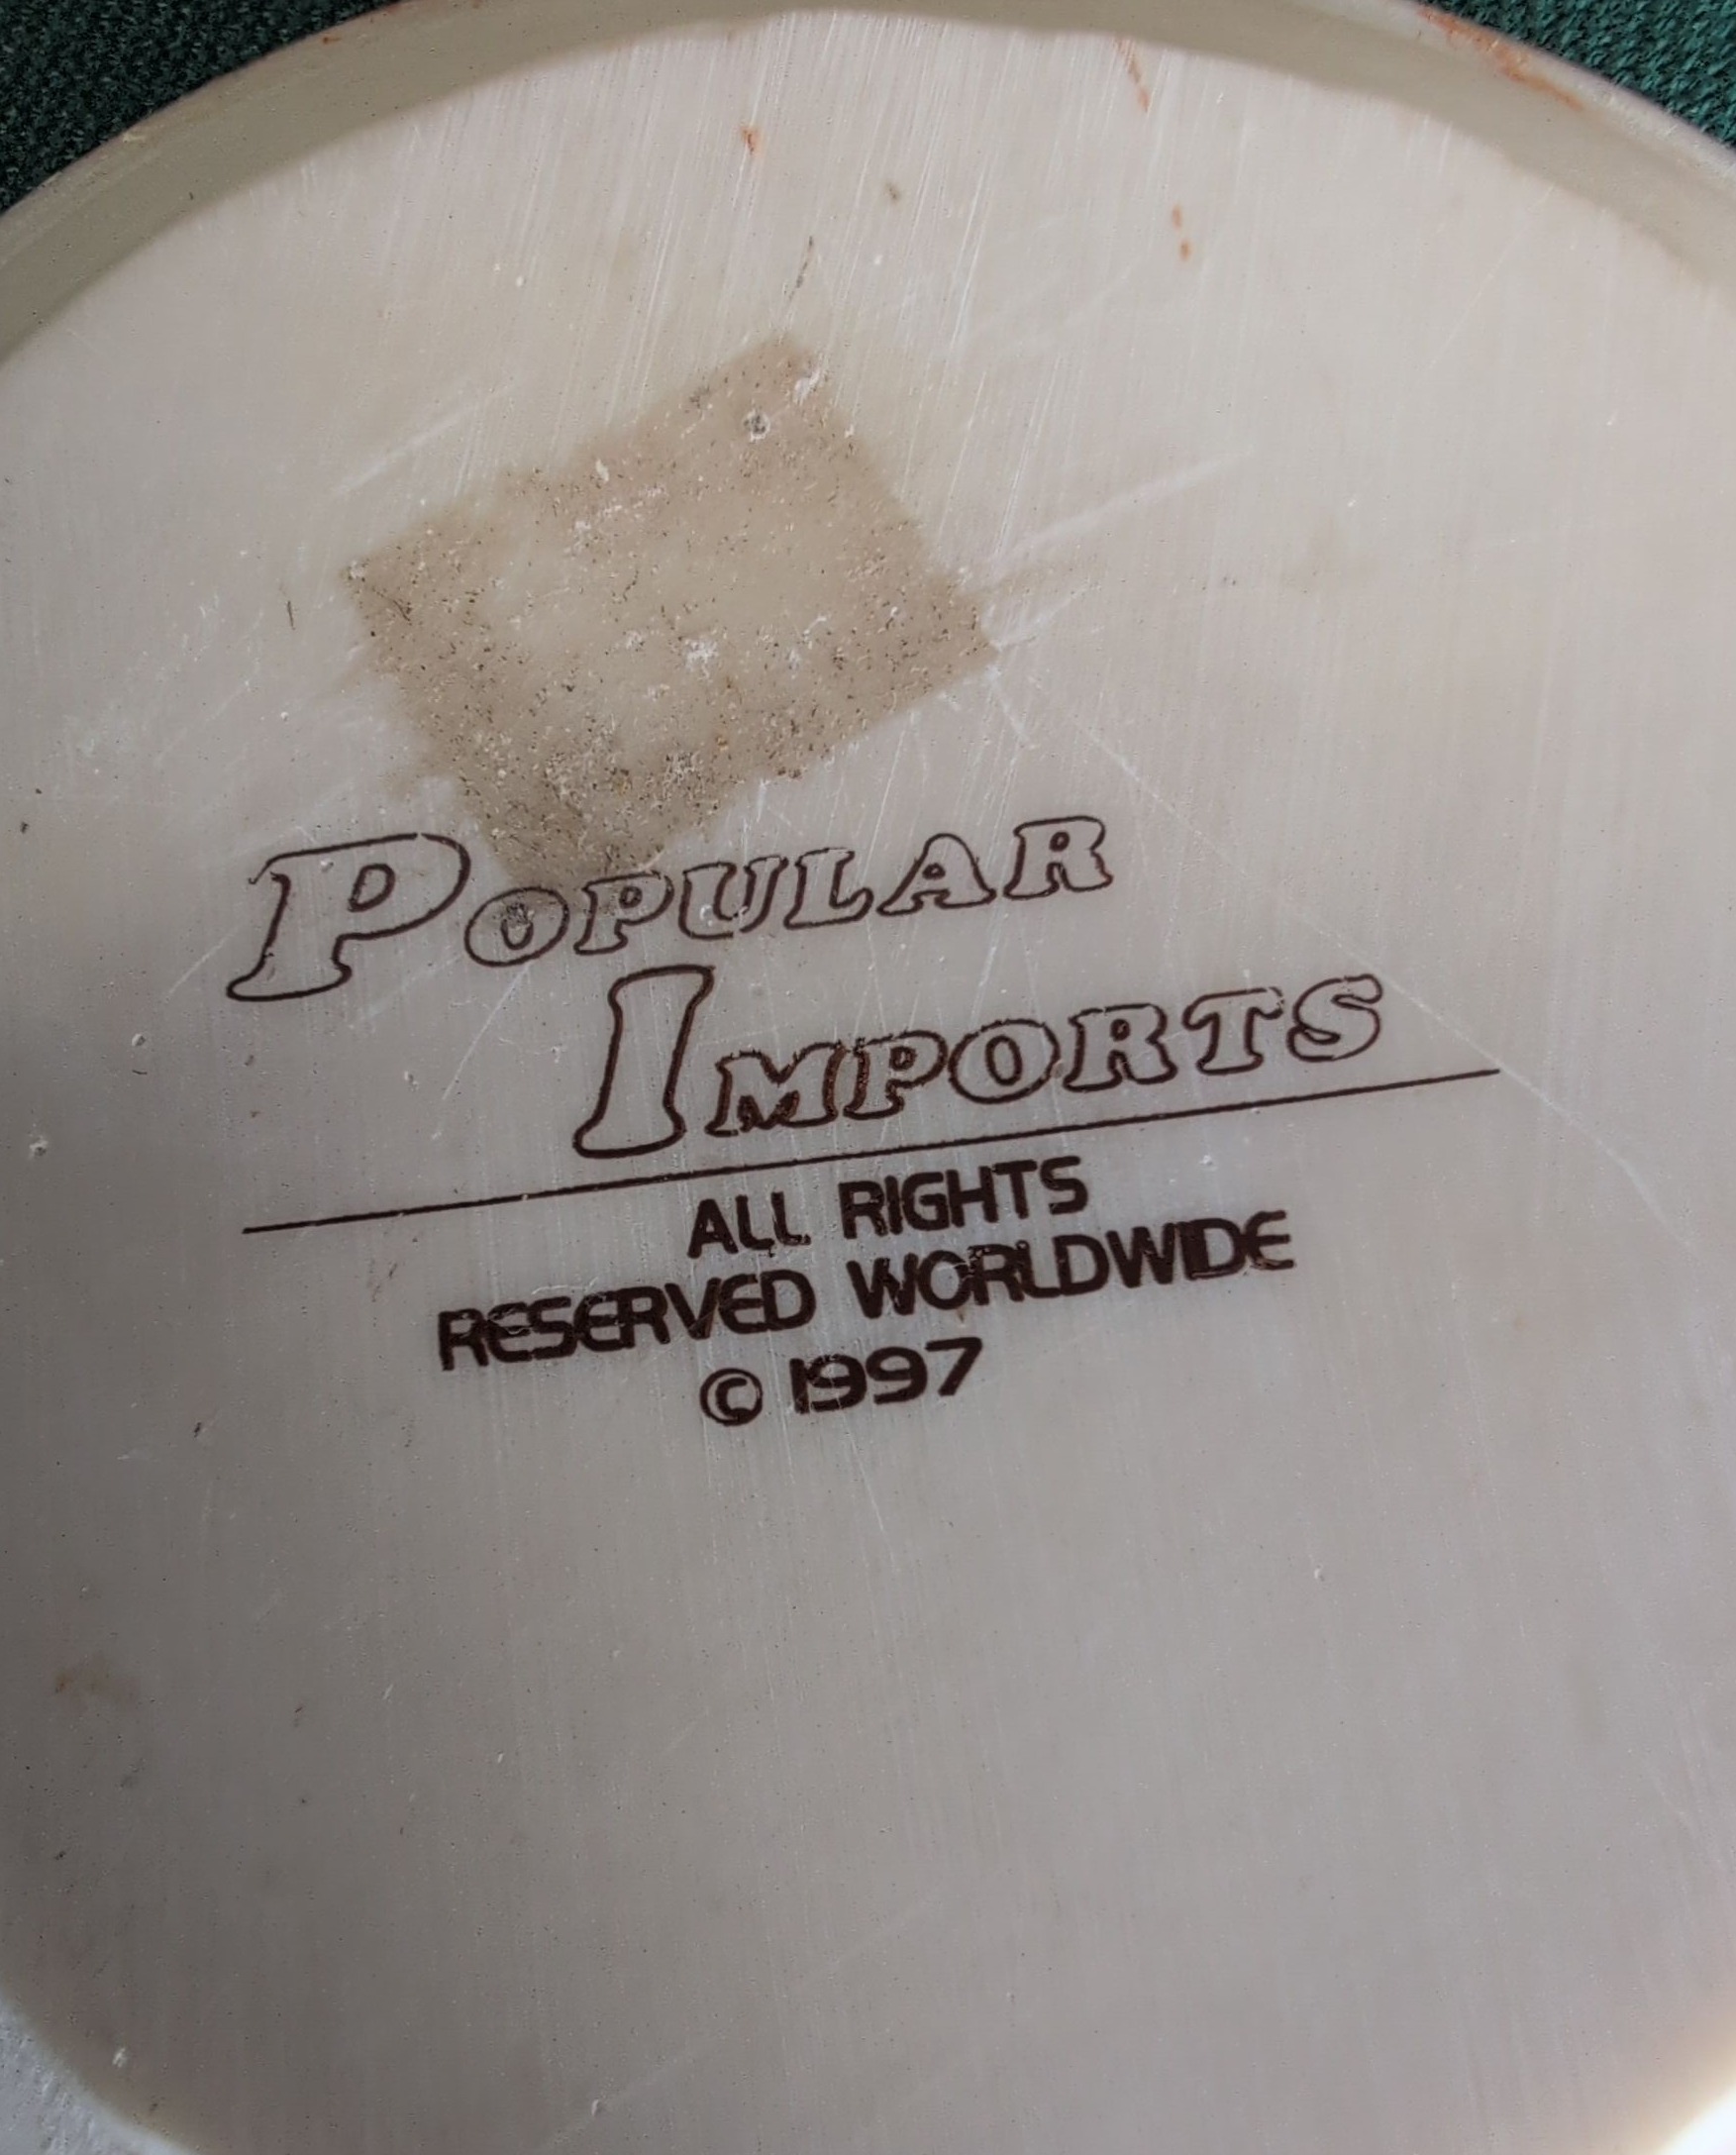 POPULAR
IMPORTS
ALL RIGHTS
RESERVED WORLDWIDE
© 1997